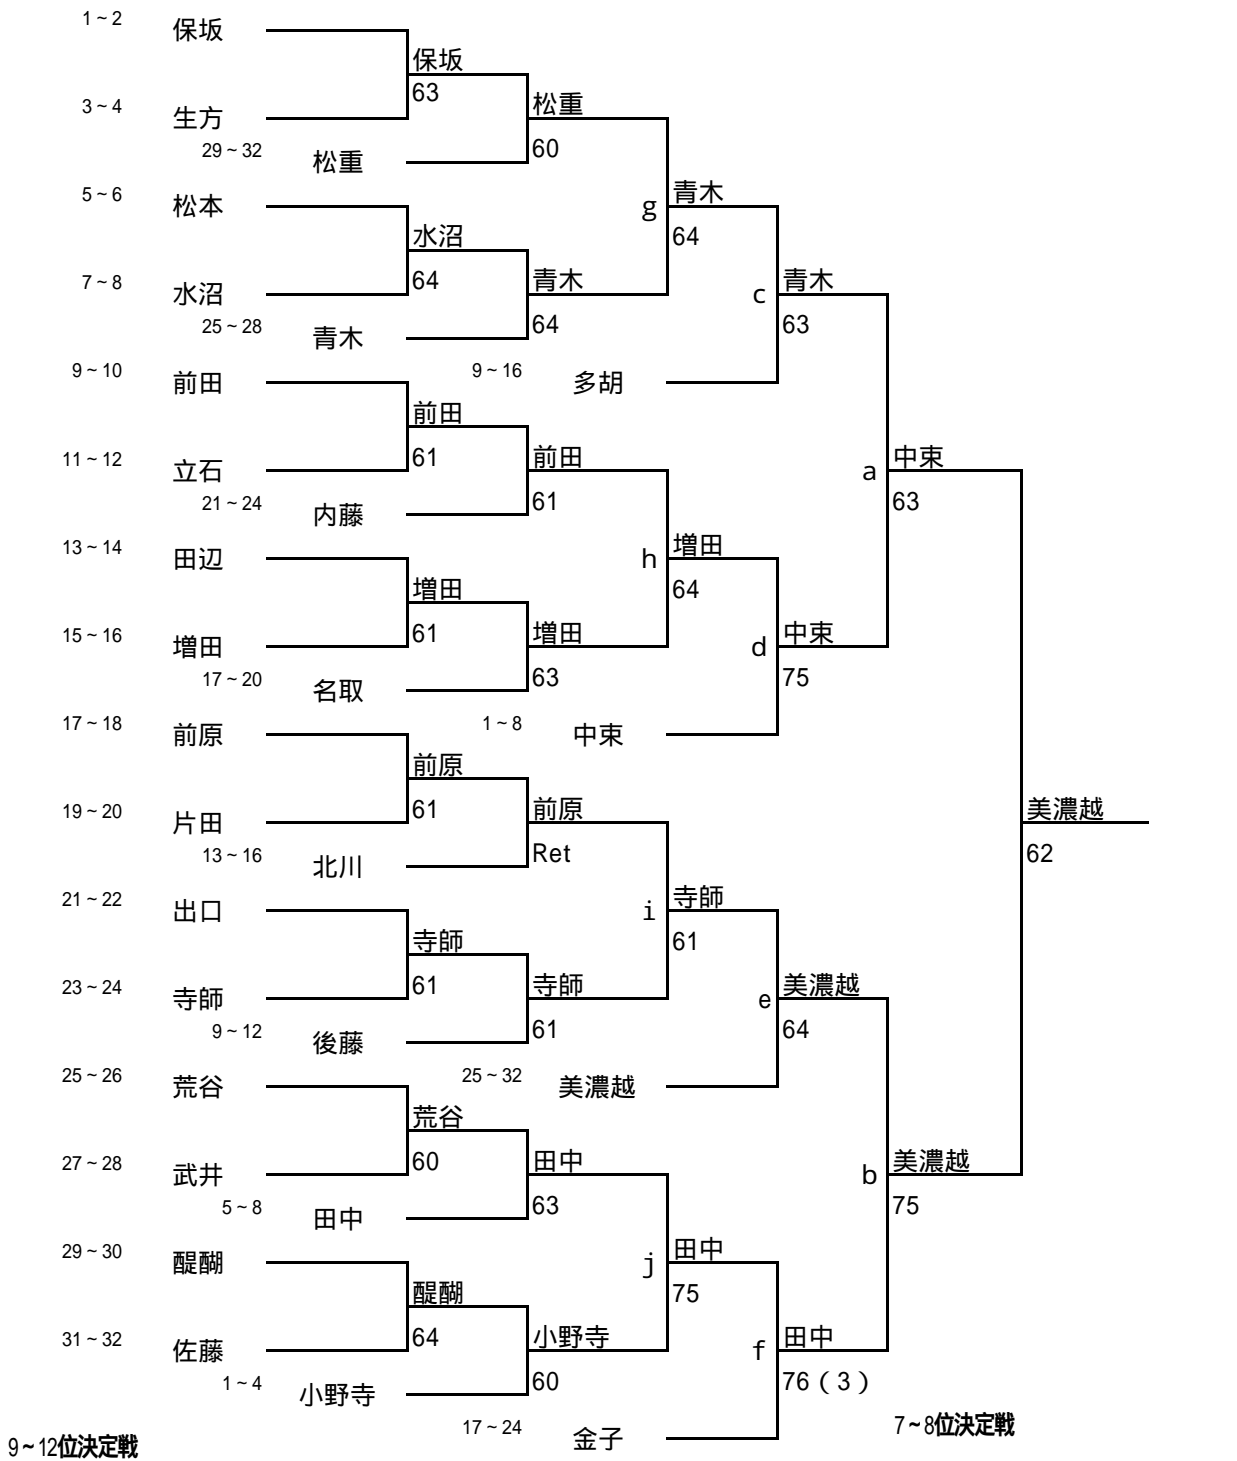 1～2 保坂
保坂
63
3～4 生方
松重
29～32 松重
60
5～6 松本
g 青木
水沼
64
7～8 水沼
64
青木
c 青木
25～28 青木
64
63
9～10 前田
9～16 多胡
前田
11～12 立石
61
前田
a 中束
21～24 内藤
61
63
13～14 田辺
h 増田
増田
64
15～16 増田
61
増田
d 中束
17～20 名取
63
75
17～18 前原
1～8 中束
前原
19～20 片田
61
前原
美濃越
13～16 北川
Ret
62
21～22 出口
i 寺師
寺師
61
23～24 寺師
61
寺師
e 美濃越
9～12 後藤
61
64
25～26 荒谷
25～32 美濃越
荒谷
27～28 武井
60
田中
b 美濃越
5～8 田中
63
75
29～30 醍醐
j 田中
醍醐
75
31～32 佐藤
64
小野寺
f 田中
1～4 小野寺
60
76（3）
17～24 金子
7～8位決定戦
9～12位決定戦